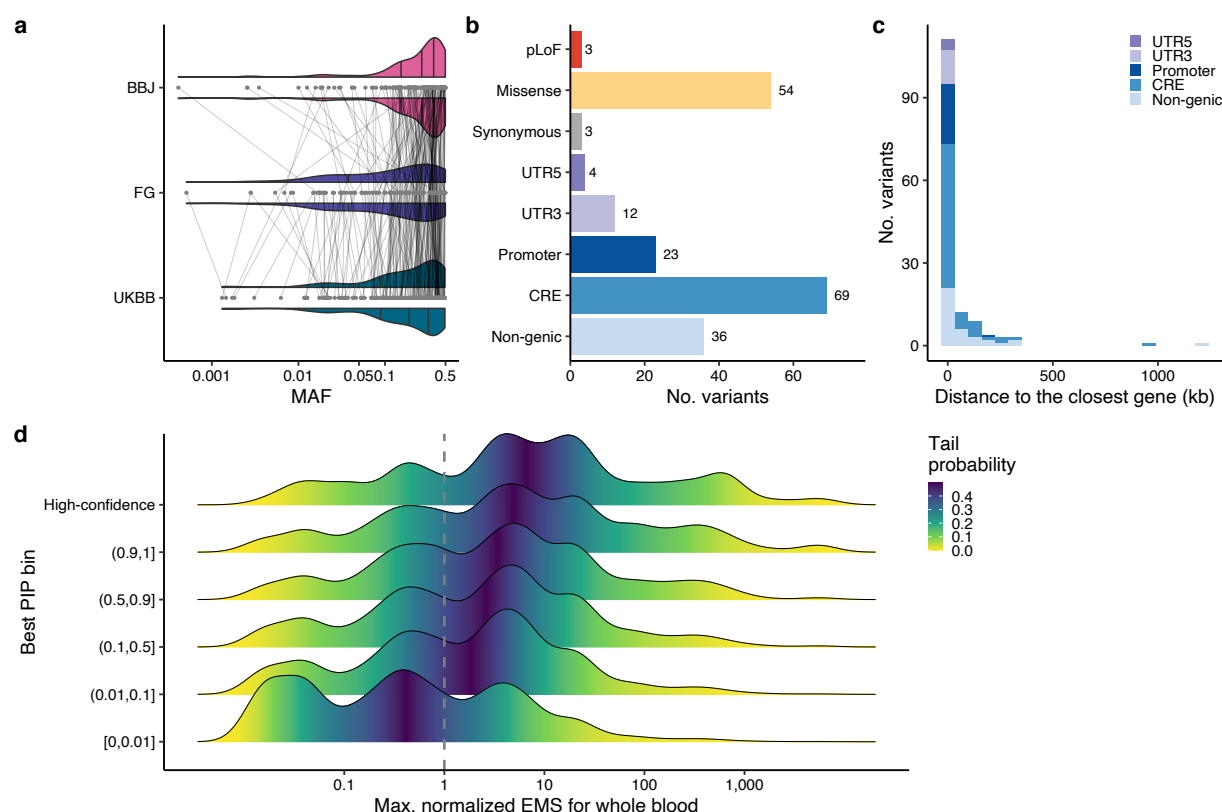 a
BBJ
FG
UKBB
0.001
0.01
0.05
0.1
0.5
MAF
b
pLoF
3
Missense
54
Synonymous
3
UTR5
4
UTR3
12
Promoter
23
CRE
69
Non-genic
36
0
20
40
60
No. variants
c
UTR5
UTR3
Promoter
CRE
Non-genic
No. variants
90
60
30
0
0
500
1000
Distance to the closest gene (kb)
d
Best PIP bin
High-confidence
(0.9,1]
(0.5,0.9]
(0.1,0.5]
(0.01,0.1]
[0,0.01]
0.1
1
10
100
1,000
Max. normalized EMS for whole blood
Tail
probability
0.4
0.3
0.2
0.1
0.0